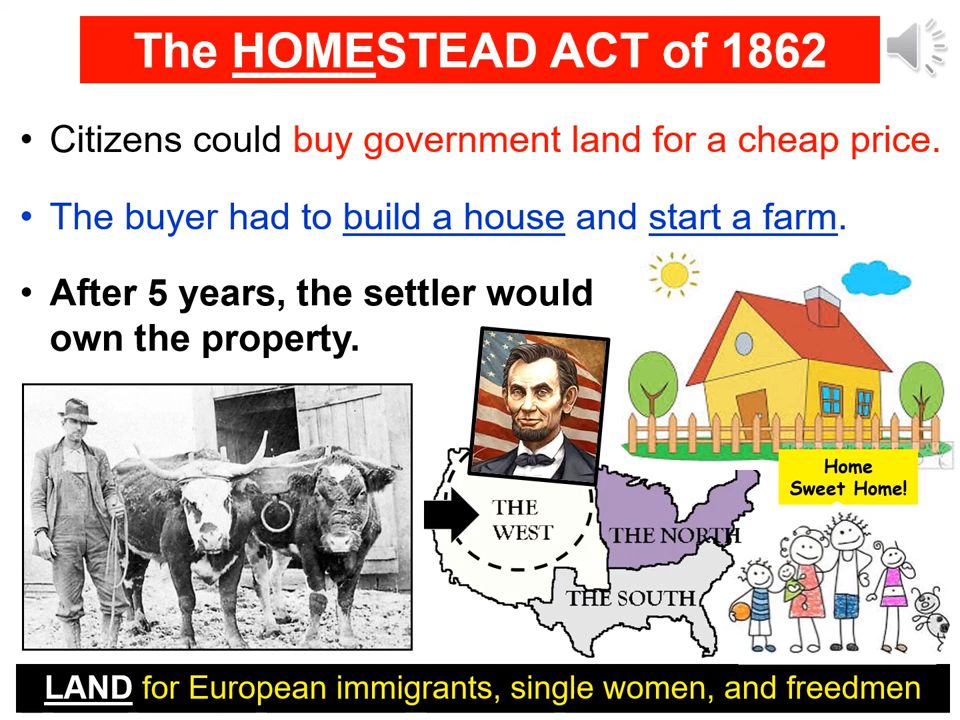 The HOMESTEAD ACT of 1862
• Citizens could buy government land for a cheap price.
• The buyer had to build a house and start a farm.
• After 5 years, the settler would
own the property.
Home
Sweet Home!
THE
WEST
THE NORTH
THE SOUTH
LAND for European immigrants, single women, and freedmen